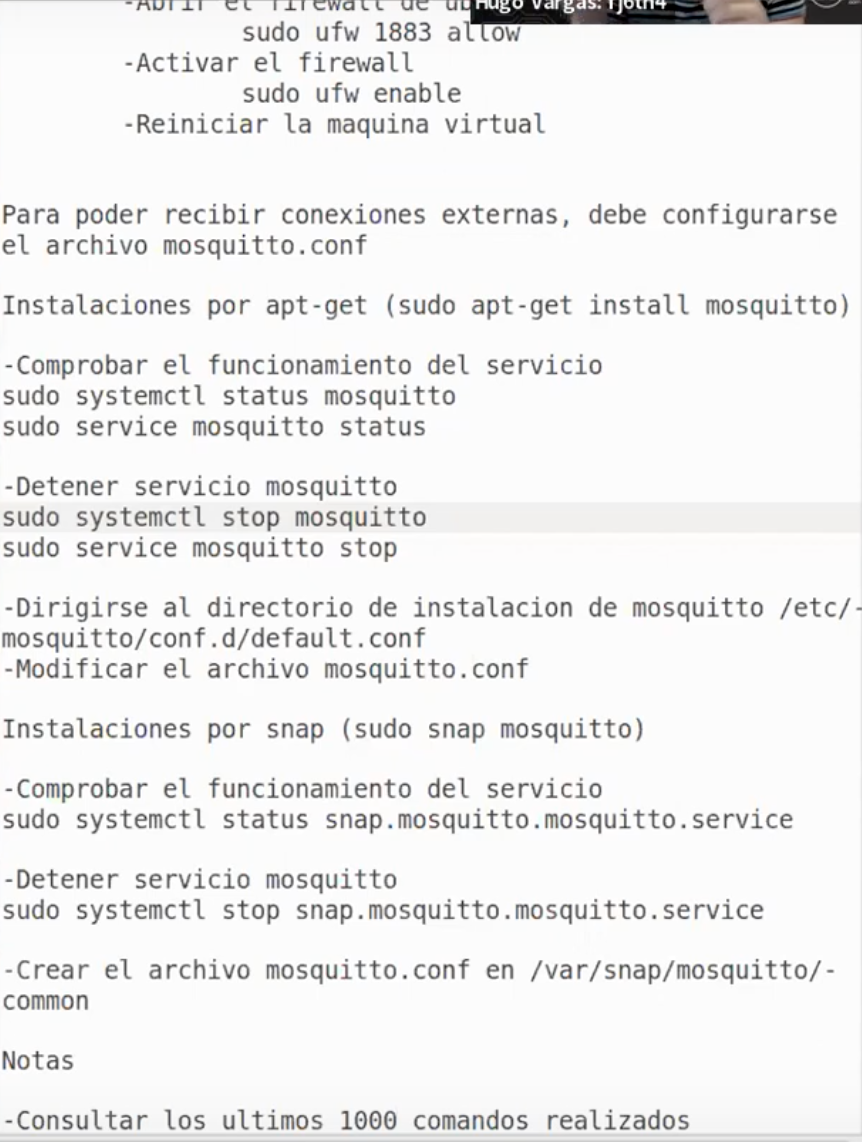 -Abrir el firewall de ub
Hugo Vargas: rj6th4
sudo ufw 1883 allow
-Activar el firewall
sudo ufw enable
-Reiniciar la maquina virtual
Para poder recibir conexiones externas, debe configurarse
el archivo mosquitto.conf
Instalaciones por apt-get (sudo apt-get install mosquitto)
-Comprobar el funcionamiento del servicio
sudo systemctl status mosquitto
sudo service mosquitto status
-Detener servicio mosquitto
sudo systemctl stop mosquitto
sudo service mosquitto stop
-Dirigirse al directorio de instalacion de mosquitto /etc/-
mosquitto/conf.d/default.conf
-Modificar el archivo mosquitto.conf
Instalaciones por snap (sudo snap mosquitto)
-Comprobar el funcionamiento del servicio
sudo systemctl status snap.mosquitto.mosquitto.service
-Detener servicio mosquitto
sudo systemctl stop snap.mosquitto.mosquitto.service
-Crear el archivo mosquitto.conf en /var/snap/mosquitto/-
common
Notas
-Consultar los ultimos 1000 comandos realizados